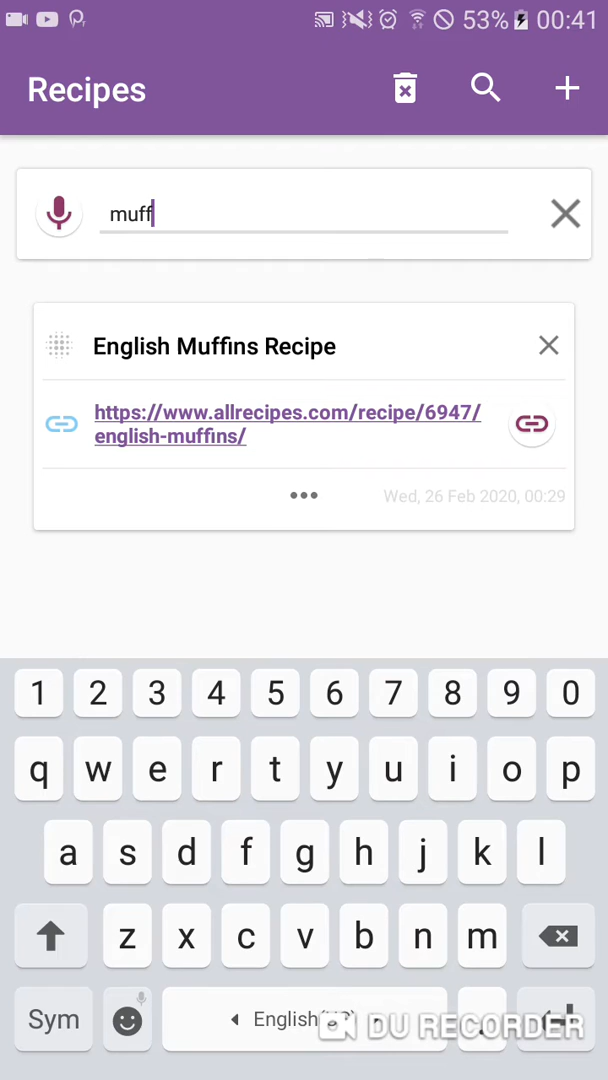 53% 00:41
Recipes
muff
English Muffins Recipe
https://www.allrecipes.com/recipe/6947/
english-muffins/
Wed, 26 Feb 2020, 00:29
1 2 3 4 5 6 7 8 9 0
q w e r t y u i o p
a s d f g h j k l
z x c v b n m
Sym English(US)
DU RECORDER